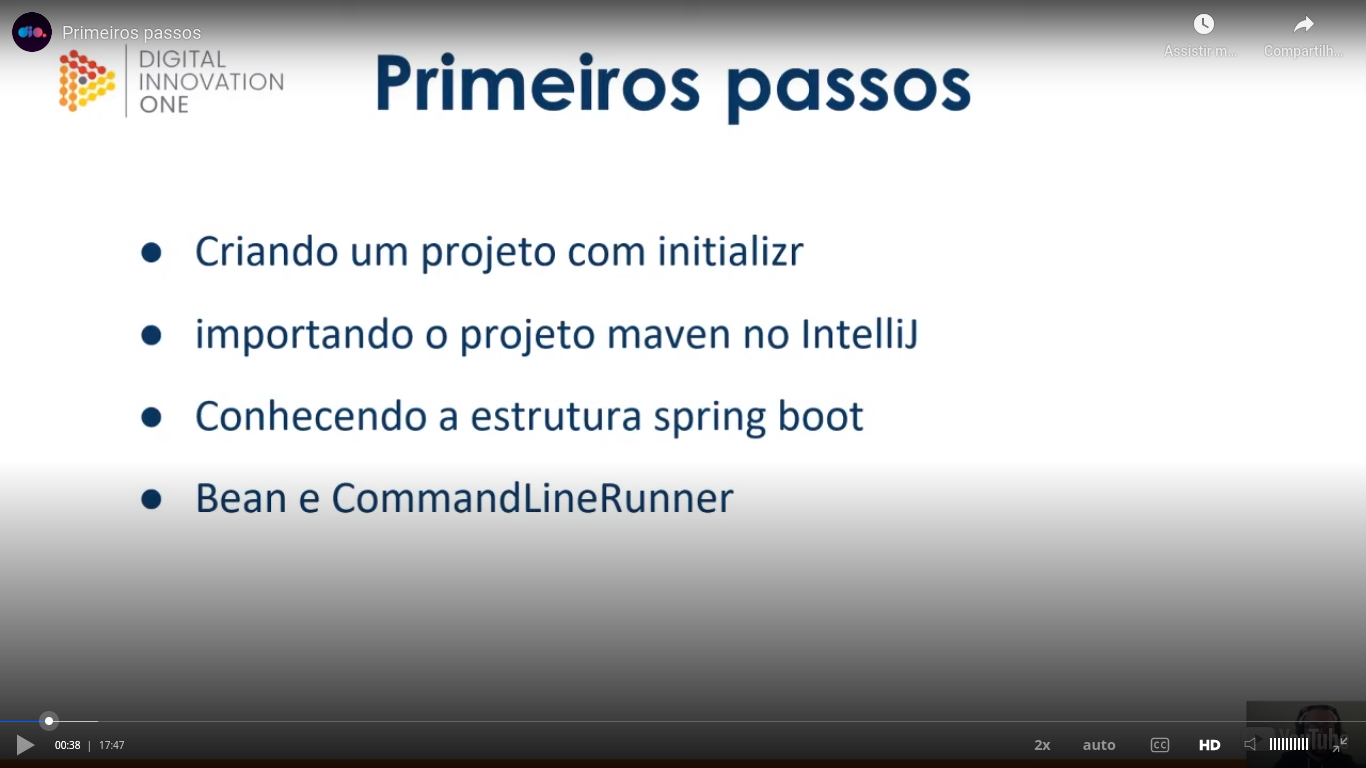 Primeiros passos
Assistir m...
Compartilh...
DIGITAL
INNOVATION
ONE
Primeiros passos
● Criando um projeto com initializr
● importando o projeto maven no IntelliJ
● Conhecendo a estrutura spring boot
● Bean e CommandLineRunner
00:38 | 17:47
2x auto CC HD
YouTube